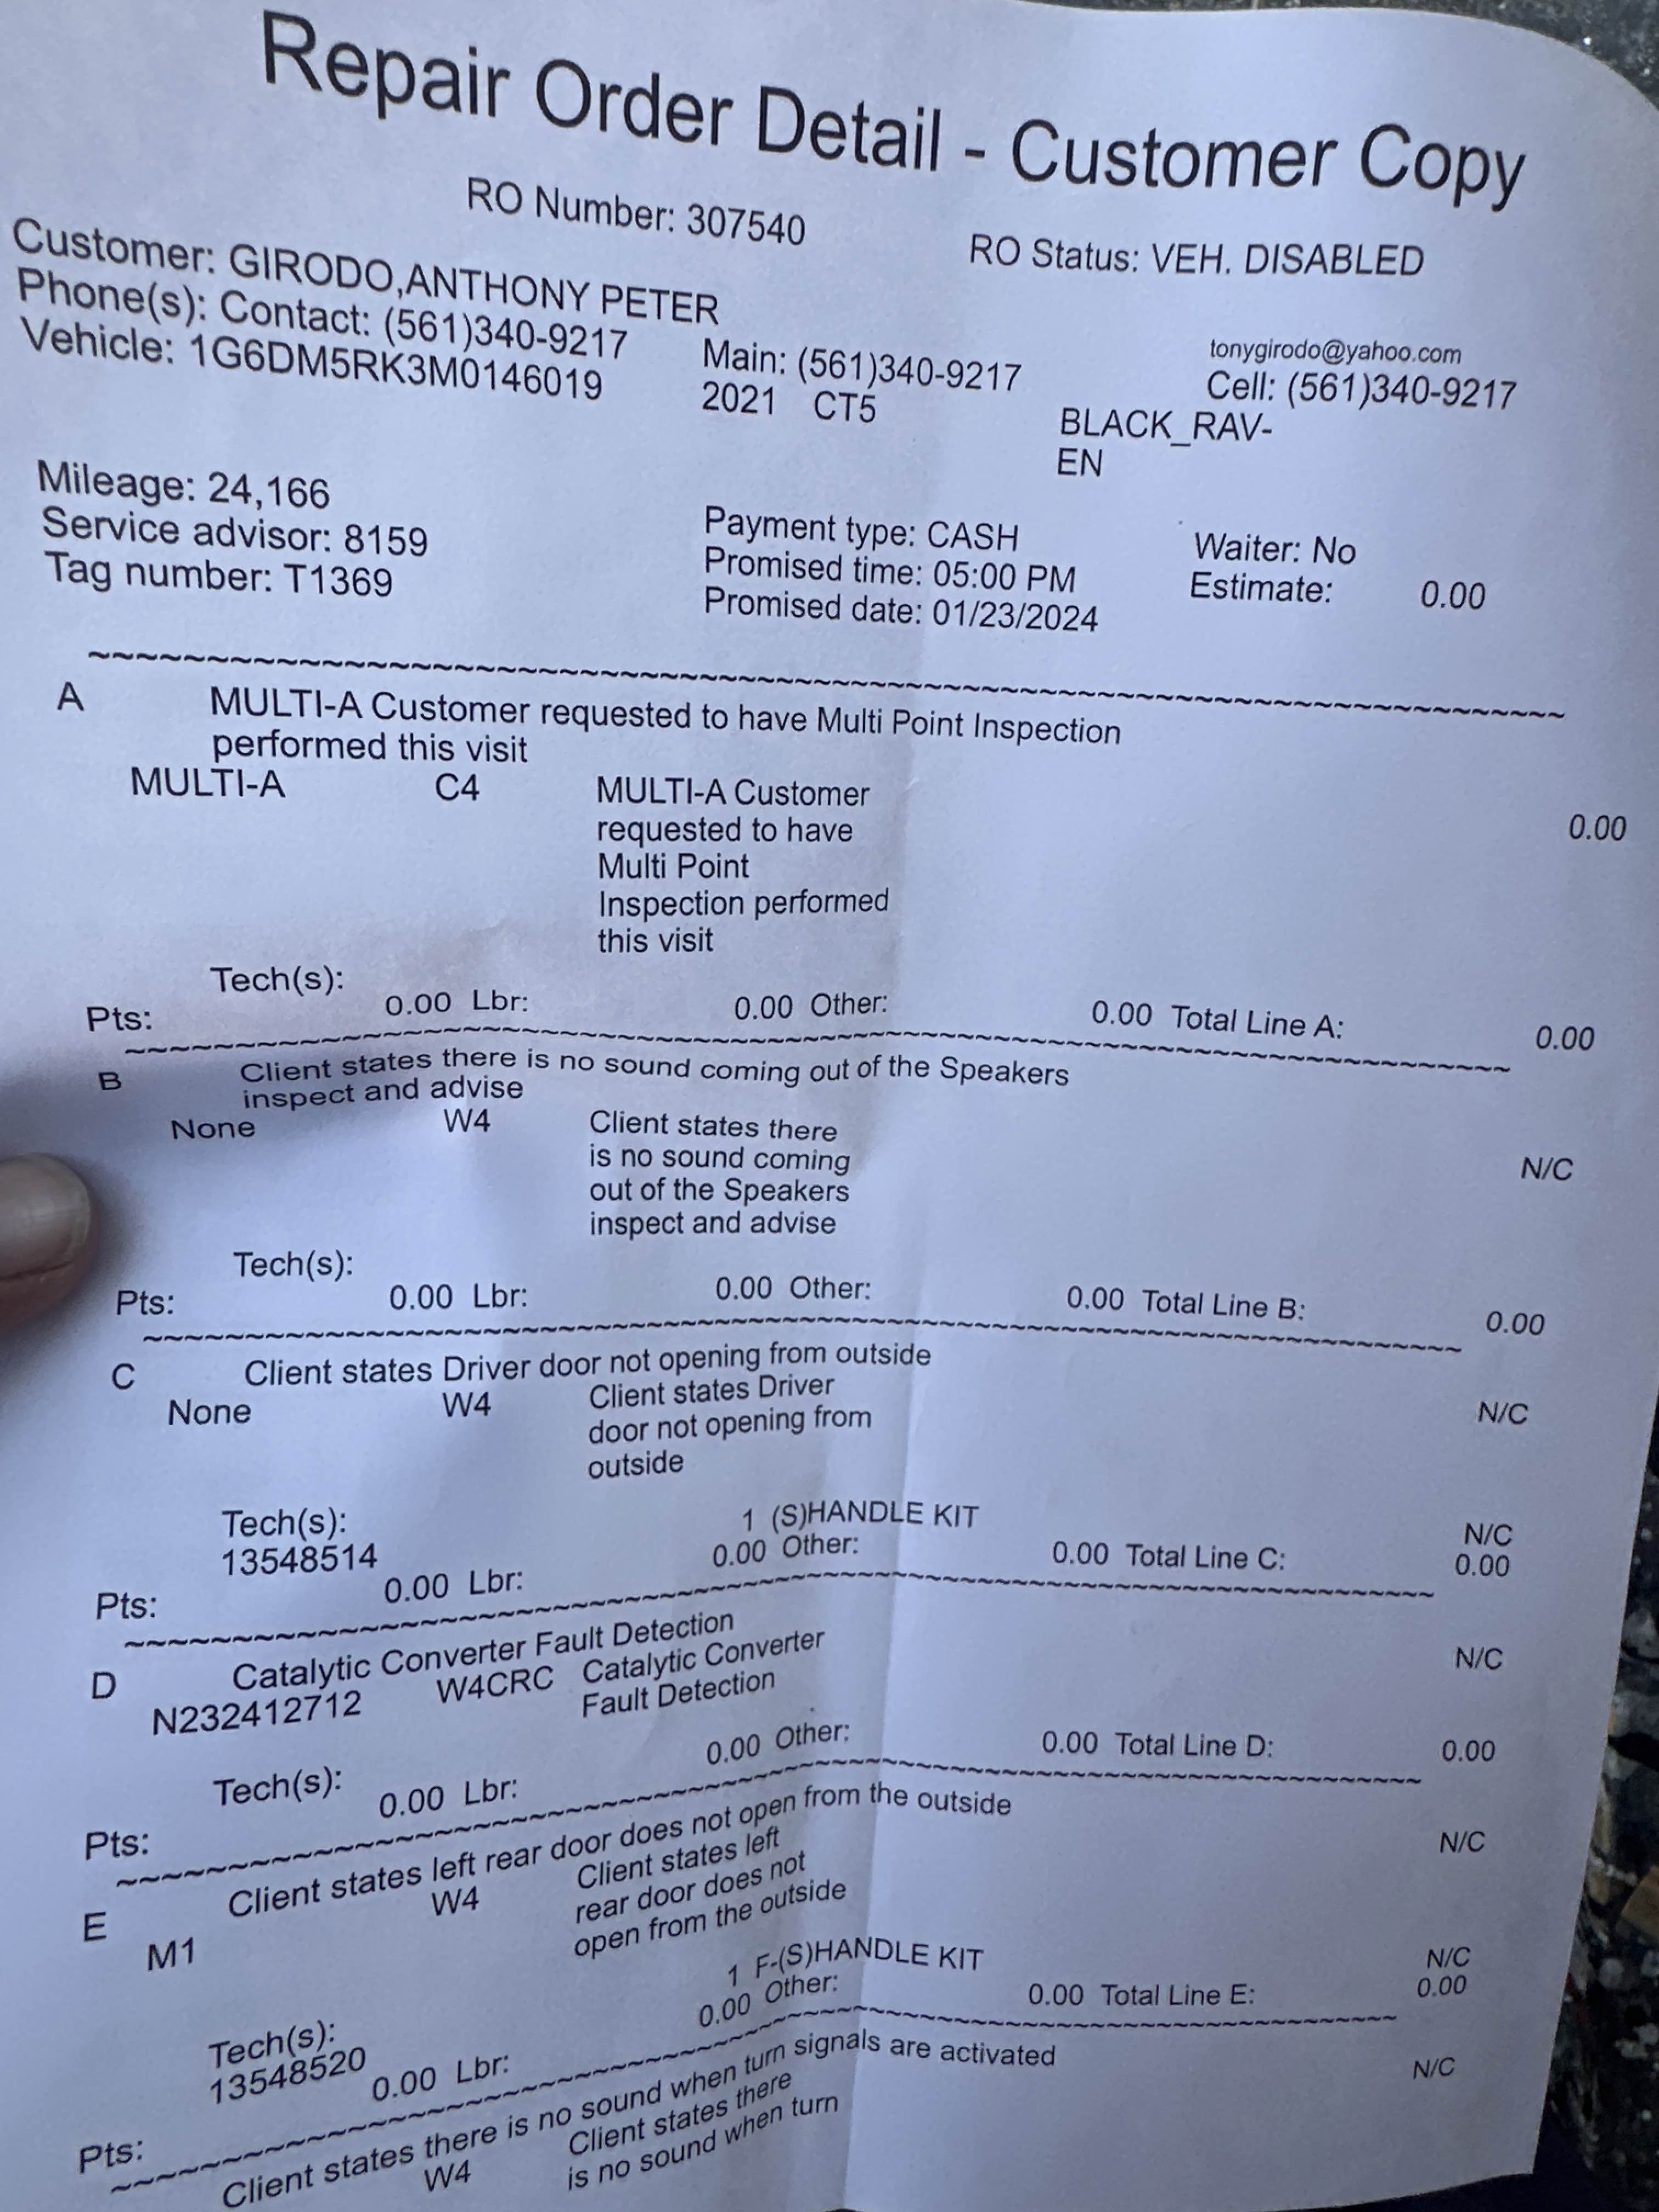 Repair Order Detail - Customer Copy
RO Number: 307540 RO Status: VEH. DISABLED
Customer: GIRODO,ANTHONY PETER tonygirodo@yahoo.com
Phone(s): Contact: (561)340-9217 Main: (561)340-9217 Cell: (561)340-9217
Vehicle: 1G6DM5RK3M0146019 2021 CT5 BLACK_RAV-
EN
Mileage: 24,166 Payment type: CASH Waiter: No
Service advisor: 8159 Promised time: 05:00 PM Estimate: 0.00
Tag number: T1369 Promised date: 01/23/2024
~~~~~~~~~~~~~~~~~~~~~~~~~~~~~~~~~~~~~~~~~~~~~~~~~~~~~~~~~~~~
A MULTI-A Customer requested to have Multi Point Inspection
performed this visit
MULTI-A C4 MULTI-A Customer 0.00
requested to have
Multi Point
Inspection performed
this visit
Tech(s):
Pts: 0.00 Lbr: 0.00 Other: 0.00 Total Line A: 0.00
~~~~~~~~~~~~~~~~~~~~~~~~~~~~~~~~~~~~~~~~~~~~~~~~~~~~~~~~~~~~
B Client states there is no sound coming out of the Speakers
inspect and advise
None W4 Client states there N/C
is no sound coming
out of the Speakers
inspect and advise
Tech(s):
Pts: 0.00 Lbr: 0.00 Other: 0.00 Total Line B: 0.00
~~~~~~~~~~~~~~~~~~~~~~~~~~~~~~~~~~~~~~~~~~~~~~~~~~~~~~~~~~~~
C Client states Driver door not opening from outside
None W4 Client states Driver N/C
door not opening from
outside
Tech(s):
13548514 1 (S)HANDLE KIT N/C
Pts: 0.00 Lbr: 0.00 Other: 0.00 Total Line C: 0.00
~~~~~~~~~~~~~~~~~~~~~~~~~~~~~~~~~~~~~~~~~~~~~~~~~~~~~~~~~~~~
D Catalytic Converter Fault Detection
N232412712 W4CRC Catalytic Converter N/C
Fault Detection
Tech(s):
Pts: 0.00 Lbr: 0.00 Other: 0.00 Total Line D: 0.00
~~~~~~~~~~~~~~~~~~~~~~~~~~~~~~~~~~~~~~~~~~~~~~~~~~~~~~~~~~~~
E Client states left rear door does not open from the outside
M1 W4 Client states left N/C
rear door does not
open from the outside
Tech(s):
13548520 1 F-(S)HANDLE KIT N/C
Pts: 0.00 Lbr: 0.00 Other: 0.00 Total Line E: 0.00
~~~~~~~~~~~~~~~~~~~~~~~~~~~~~~~~~~~~~~~~~~~~~~~~~~~~~~~~~~~~
Client states there is no sound when turn signals are activated
W4 Client states there N/C
is no sound when turn